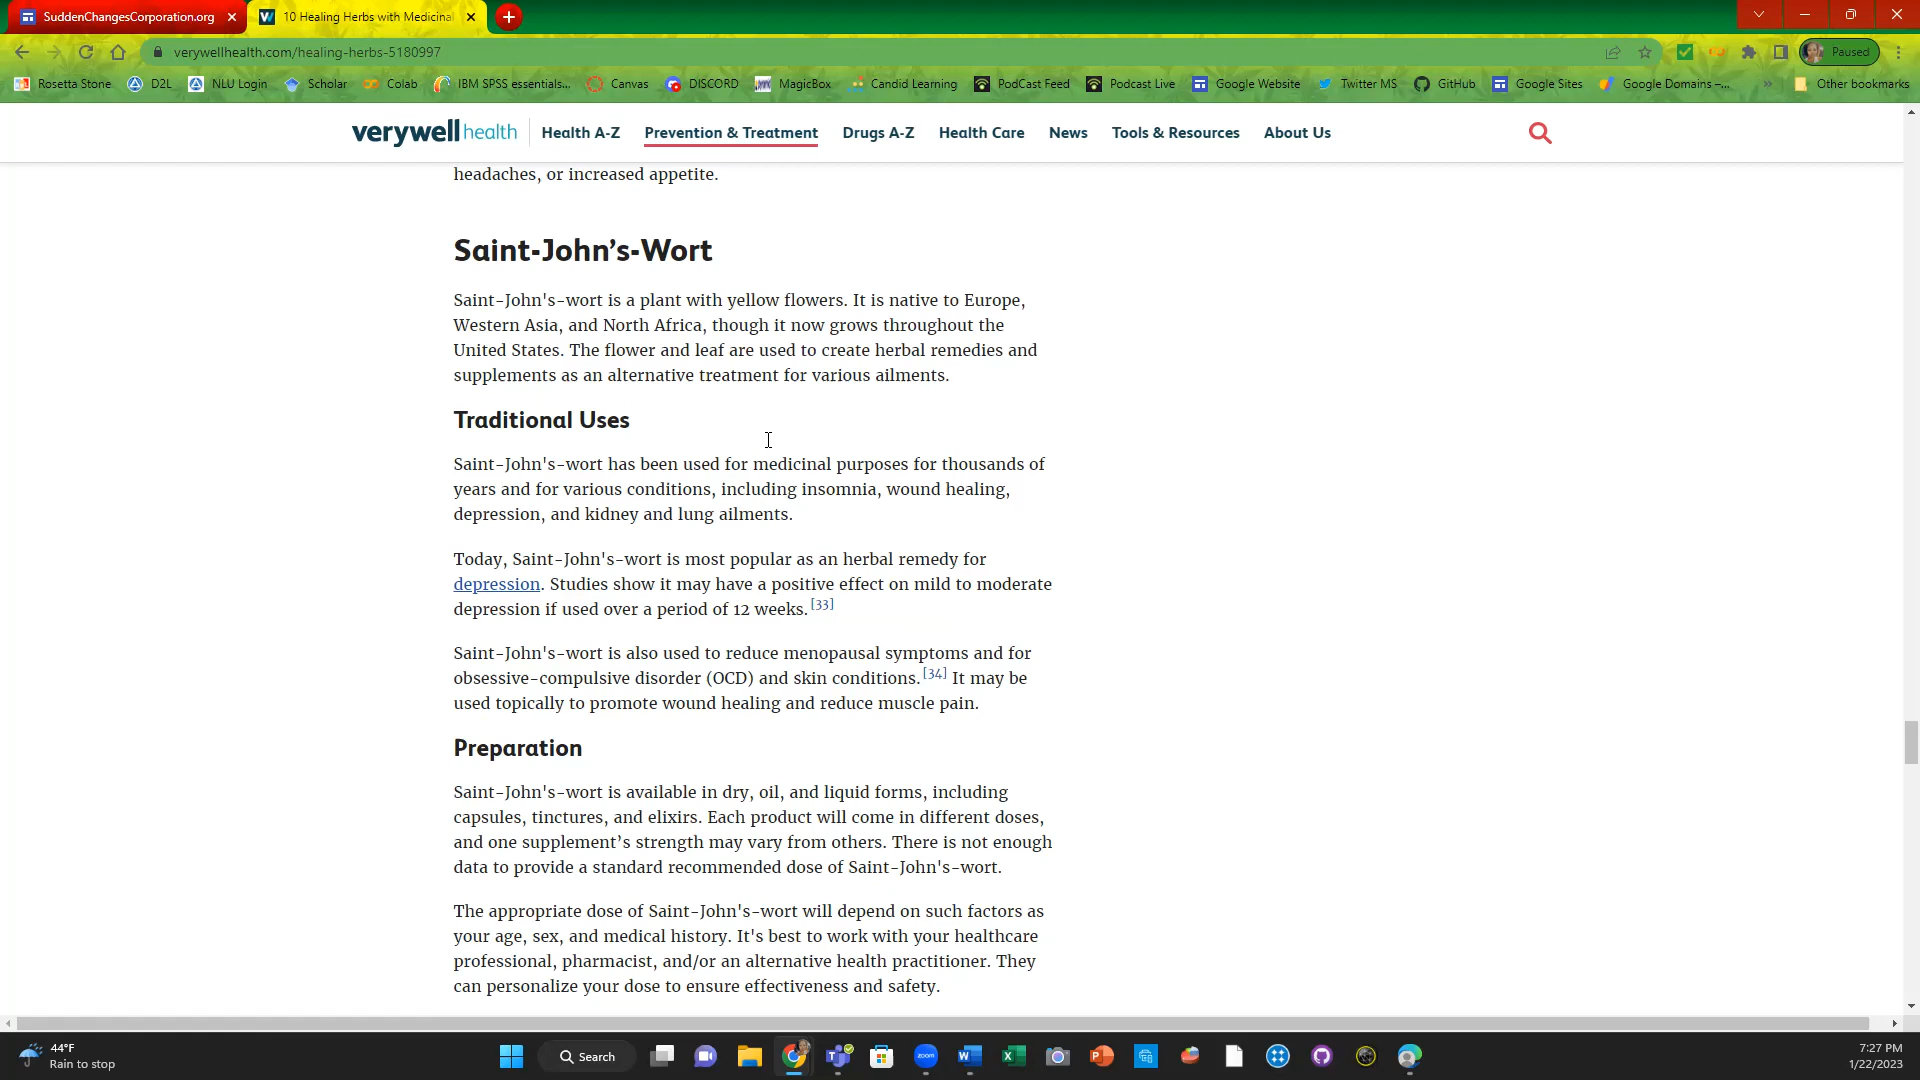 SuddenChangesCorporation.org
10 Healing Herbs with Medicinal
verywellhealth.com/healing-herbs-5180997
Paused
Rosetta Stone
D2L
NLU Login
Scholar
Colab
IBM SPSS essentials...
Canvas
DISCORD
MagicBox
Candid Learning
PodCast Feed
Podcast Live
Google Website
Twitter MS
GitHub
Google Sites
Google Domains –...
»
Other bookmarks
verywell health
Health A-Z
Prevention & Treatment
Drugs A-Z
Health Care
News
Tools & Resources
About Us
headaches, or increased appetite.
Saint-John’s-Wort
Saint-John's-wort is a plant with yellow flowers. It is native to Europe,
Western Asia, and North Africa, though it now grows throughout the
United States. The flower and leaf are used to create herbal remedies and
supplements as an alternative treatment for various ailments.
Traditional Uses
Saint-John's-wort has been used for medicinal purposes for thousands of
years and for various conditions, including insomnia, wound healing,
depression, and kidney and lung ailments.
Today, Saint-John's-wort is most popular as an herbal remedy for
depression. Studies show it may have a positive effect on mild to moderate
depression if used over a period of 12 weeks. [33]
Saint-John's-wort is also used to reduce menopausal symptoms and for
obsessive-compulsive disorder (OCD) and skin conditions. [34] It may be
used topically to promote wound healing and reduce muscle pain.
Preparation
Saint-John's-wort is available in dry, oil, and liquid forms, including
capsules, tinctures, and elixirs. Each product will come in different doses,
and one supplement’s strength may vary from others. There is not enough
data to provide a standard recommended dose of Saint-John's-wort.
The appropriate dose of Saint-John's-wort will depend on such factors as
your age, sex, and medical history. It's best to work with your healthcare
professional, pharmacist, and/or an alternative health practitioner. They
can personalize your dose to ensure effectiveness and safety.
44°F
Rain to stop
Search
zoom
7:27 PM
1/22/2023